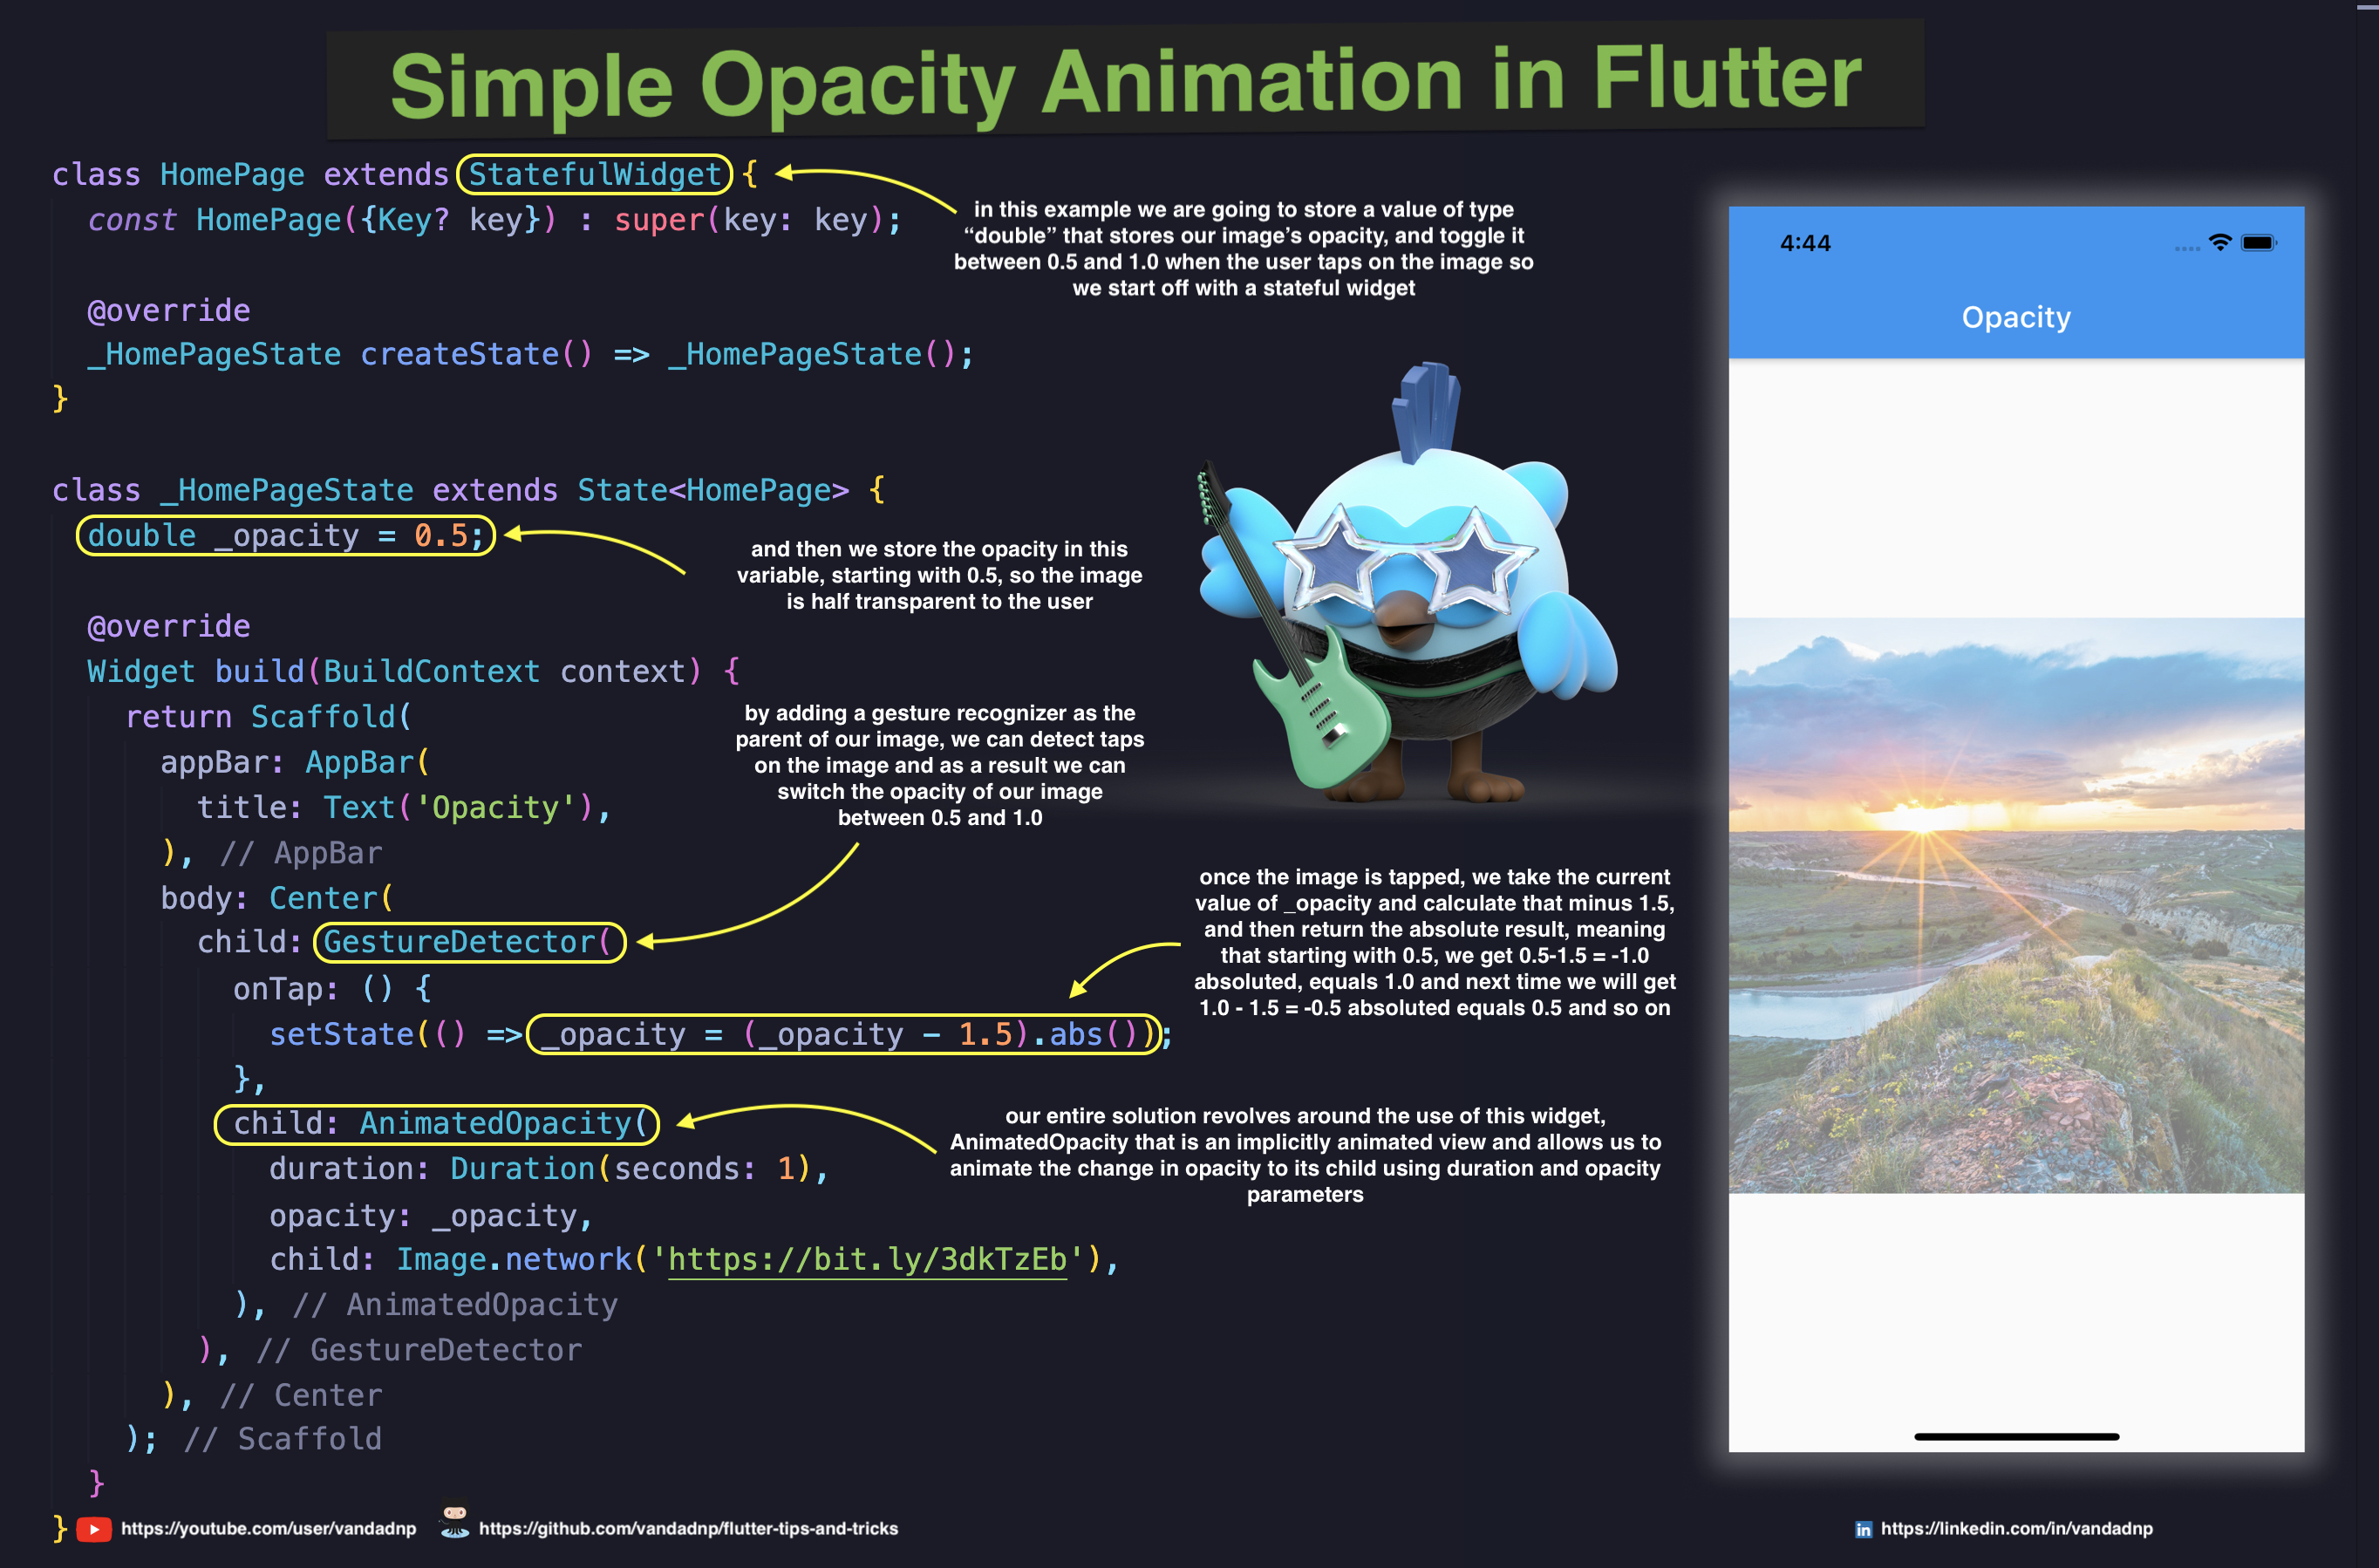 Simple Opacity Animation in Flutter
class HomePage extends StatefulWidget {
const HomePage({Key? key}) : super(key: key);
@override
_HomePageState createState() => _HomePageState();
}
in this example we are going to store a value of type
“double” that stores our image’s opacity, and toggle it
between 0.5 and 1.0 when the user taps on the image so
we start off with a stateful widget
class _HomePageState extends State<HomePage> {
double _opacity = 0.5;
and then we store the opacity in this
variable, starting with 0.5, so the image
is half transparent to the user
@override
Widget build(BuildContext context) {
return Scaffold(
appBar: AppBar(
title: Text('Opacity'),
), // AppBar
body: Center(
child: GestureDetector(
onTap: () {
setState(() => _opacity = (_opacity - 1.5).abs());
},
child: AnimatedOpacity(
duration: Duration(seconds: 1),
opacity: _opacity,
child: Image.network('https://bit.ly/3dkTzEb'),
), // AnimatedOpacity
), // GestureDetector
), // Center
); // Scaffold
}
}
by adding a gesture recognizer as the
parent of our image, we can detect taps
on the image and as a result we can
switch the opacity of our image
between 0.5 and 1.0
once the image is tapped, we take the current
value of _opacity and calculate that minus 1.5,
and then return the absolute result, meaning
that starting with 0.5, we get 0.5-1.5 = -1.0
absoluted, equals 1.0 and next time we will get
1.0 - 1.5 = -0.5 absoluted equals 0.5 and so on
our entire solution revolves around the use of this widget,
AnimatedOpacity that is an implicitly animated view and allows us to
animate the change in opacity to its child using duration and opacity
parameters
4:44
Opacity
https://youtube.com/user/vandadnp
https://github.com/vandadnp/flutter-tips-and-tricks
in https://linkedin.com/in/vandadnp